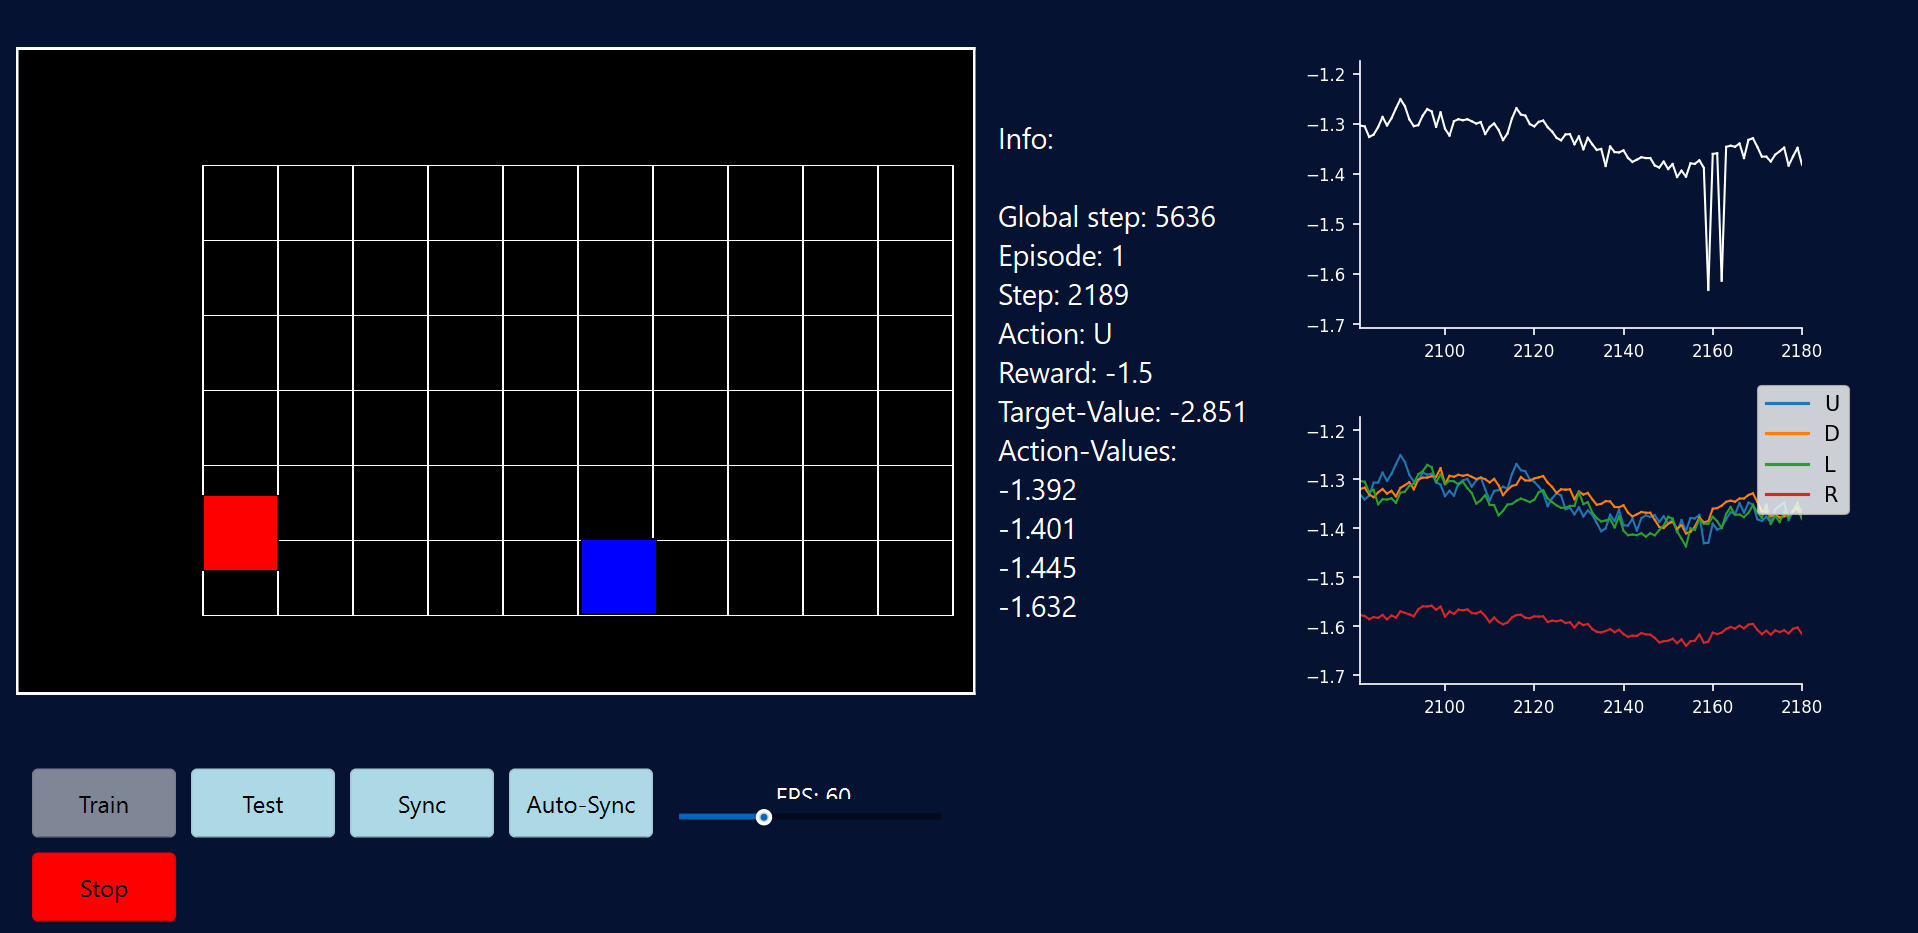 Info:
Global step: 5636
Episode: 1
Step: 2189
Action: U
Reward: -1.5
Target-Value: -2.851
Action-Values:
-1.392
-1.401
-1.445
-1.632
−1.2
−1.3
−1.4
−1.5
−1.6
−1.7
2100 2120 2140 2160 2180
U
D
L
R
−1.2
−1.3
−1.4
−1.5
−1.6
−1.7
2100 2120 2140 2160 2180
Train Test Sync Auto-Sync FPS: 60
Stop